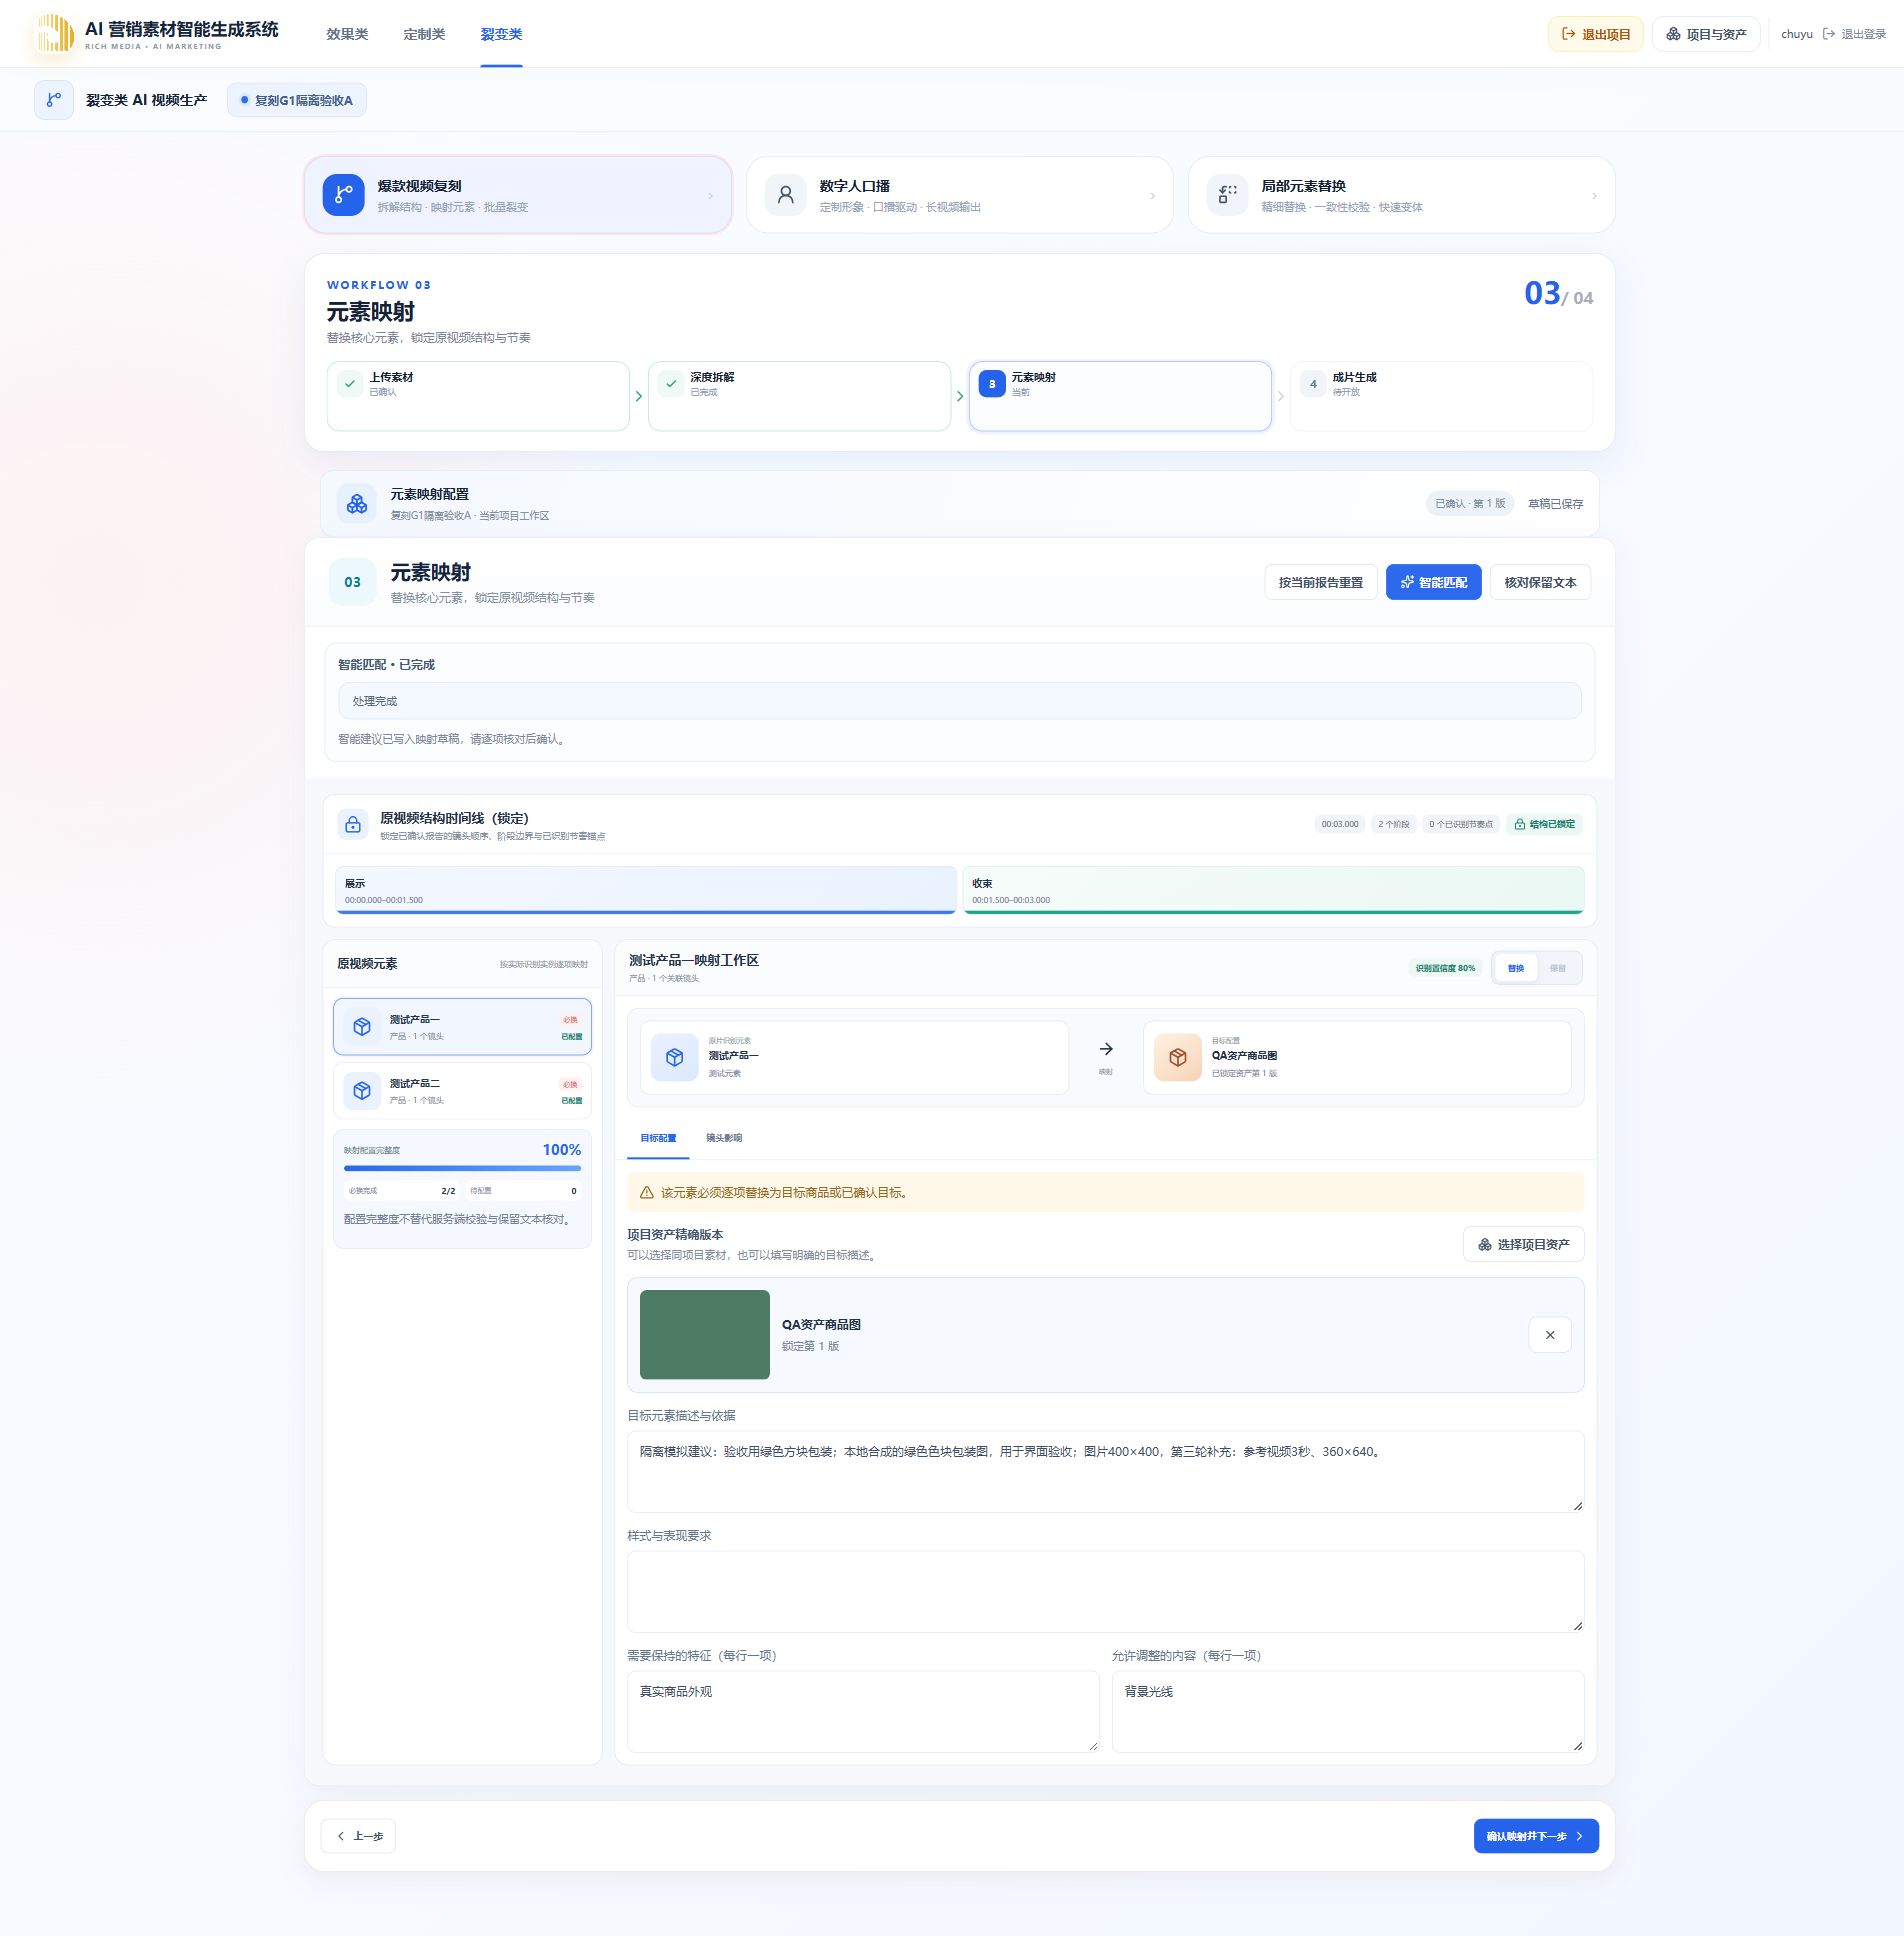 AI 营销素材智能生成系统
RICH MEDIA • AI MARKETING
效果类
定制类
裂变类
退出项目
项目与资产
chuyu
退出登录
裂变类 AI 视频生产
复刻G1隔离验收A
爆款视频复刻
拆解结构 · 映射元素 · 批量裂变
数字人口播
定制形象 · 口播驱动 · 长视频输出
局部元素替换
精细替换 · 一致性校验 · 快速变体
WORKFLOW 03
元素映射
替换核心元素，锁定原视频结构与节奏
03 / 04
上传素材
已确认
深度拆解
已完成
3
元素映射
当前
4
成片生成
待开放
元素映射配置
复刻G1隔离验收A · 当前项目工作区
已确认 · 第 1 版
草稿已保存
03
元素映射
替换核心元素，锁定原视频结构与节奏
按当前报告重置
智能匹配
核对保留文本
智能匹配 • 已完成
处理完成
智能建议已写入映射草稿，请逐项核对后确认。
原视频结构时间线（锁定）
锁定已确认报告的镜头顺序、阶段边界与已识别节奏锚点
00:03.000
2 个阶段
0 个已识别节奏点
结构已锁定
展示
00:00.000–00:01.500
收束
00:01.500–00:03.000
原视频元素
按实际识别实例逐项映射
测试产品一
产品 · 1 个镜头
必换
已配置
测试产品二
产品 · 1 个镜头
必换
已配置
映射配置完整度
100%
必换完成
2/2
待配置
0
配置完整度不替代服务端校验与保留文本核对。
测试产品一映射工作区
产品 · 1 个关联镜头
识别置信度 80%
替换
保留
原片识别元素
测试产品一
测试元素
映射
目标配置
QA资产商品图
已锁定资产第 1 版
目标配置
镜头影响
该元素必须逐项替换为目标商品或已确认目标。
项目资产精确版本
可以选择同项目素材，也可以填写明确的目标描述。
选择项目资产
QA资产商品图
锁定第 1 版
目标元素描述与依据
隔离模拟建议：验收用绿色方块包装；本地合成的绿色色块包装图，用于界面验收；图片400×400，第三轮补充：参考视频3秒、360×640。
样式与表现要求
需要保持的特征（每行一项）
真实商品外观
允许调整的内容（每行一项）
背景光线
上一步
确认映射并下一步